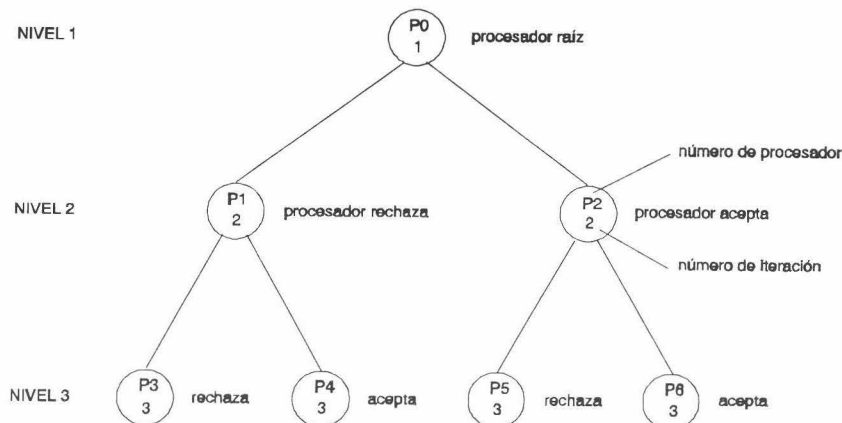 NIVEL 1
P0
1
procesador raíz
número de procesador
NIVEL 2
P1
2
procesador rechaza
P2
2
procesador acepta
número de iteración
NIVEL 3
P3
3
rechaza
P4
3
acepta
P5
3
rechaza
P6
3
acepta